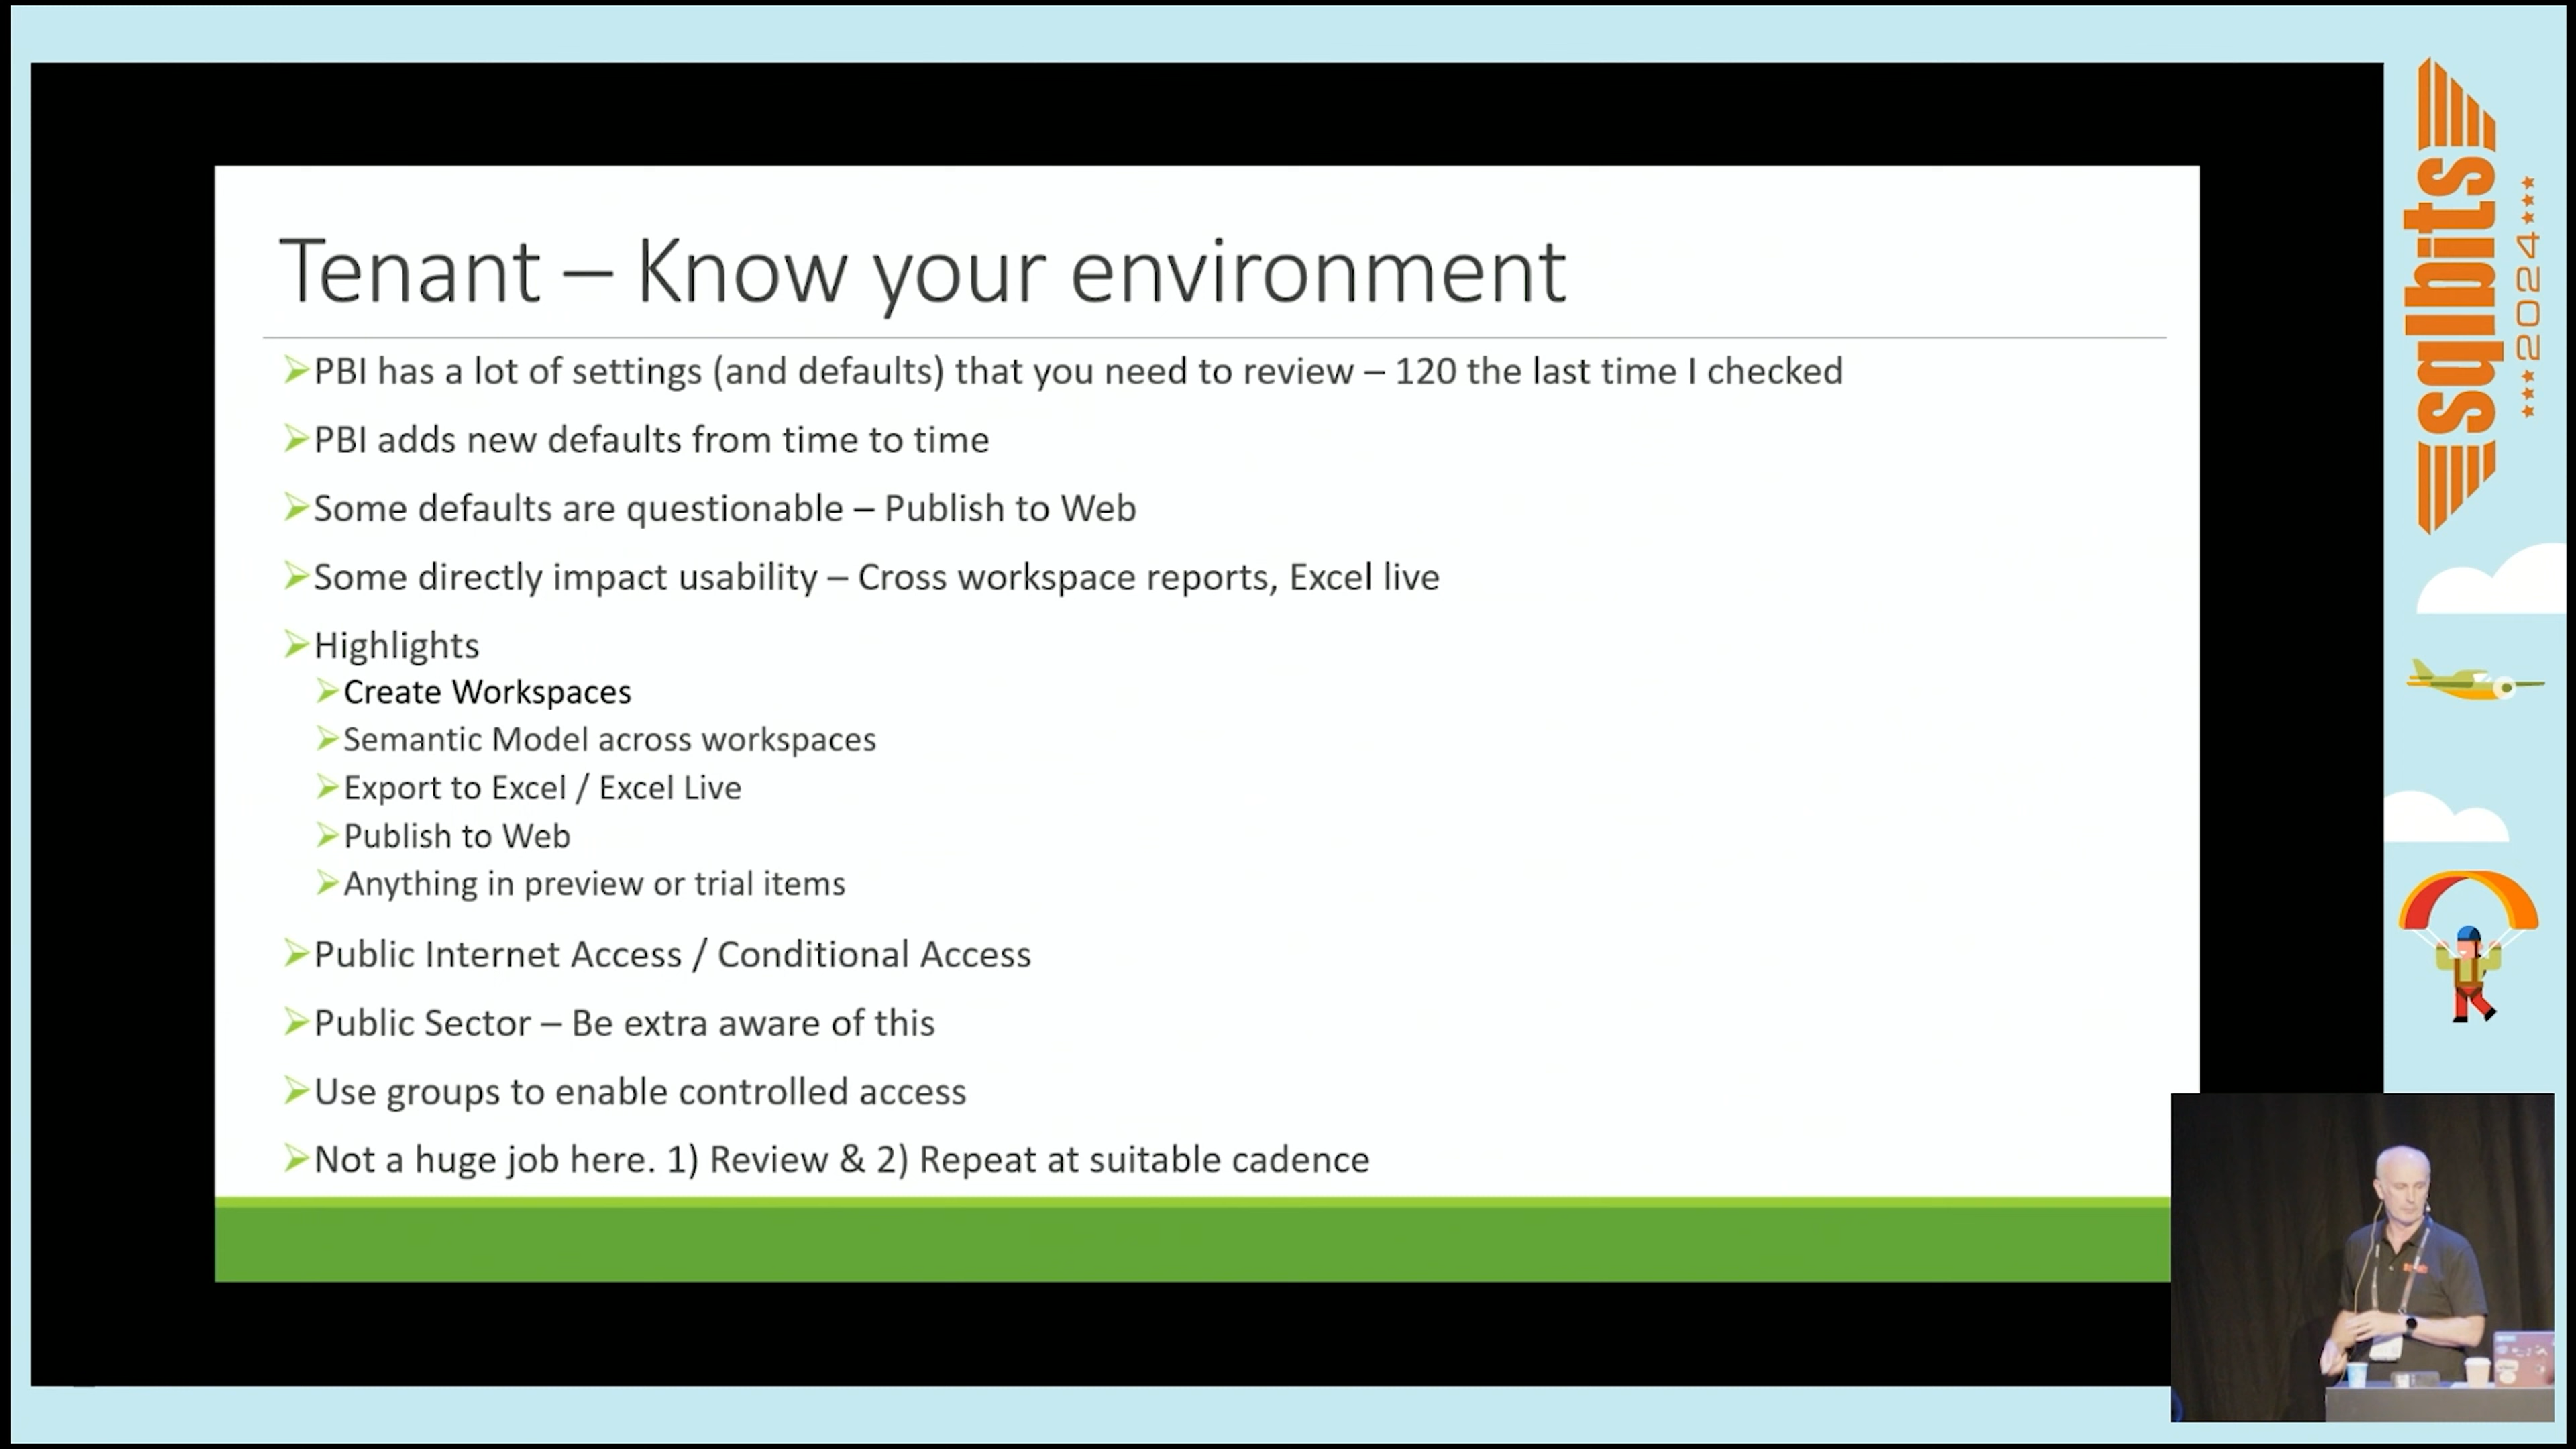 Tenant – Know your environment
PBI has a lot of settings (and defaults) that you need to review – 120 the last time I checked
PBI adds new defaults from time to time
Some defaults are questionable – Publish to Web
Some directly impact usability – Cross workspace reports, Excel live
Highlights
Create Workspaces
Semantic Model across workspaces
Export to Excel / Excel Live
Publish to Web
Anything in preview or trial items
Public Internet Access / Conditional Access
Public Sector – Be extra aware of this
Use groups to enable controlled access
Not a huge job here. 1) Review & 2) Repeat at suitable cadence
sqlbits
2024